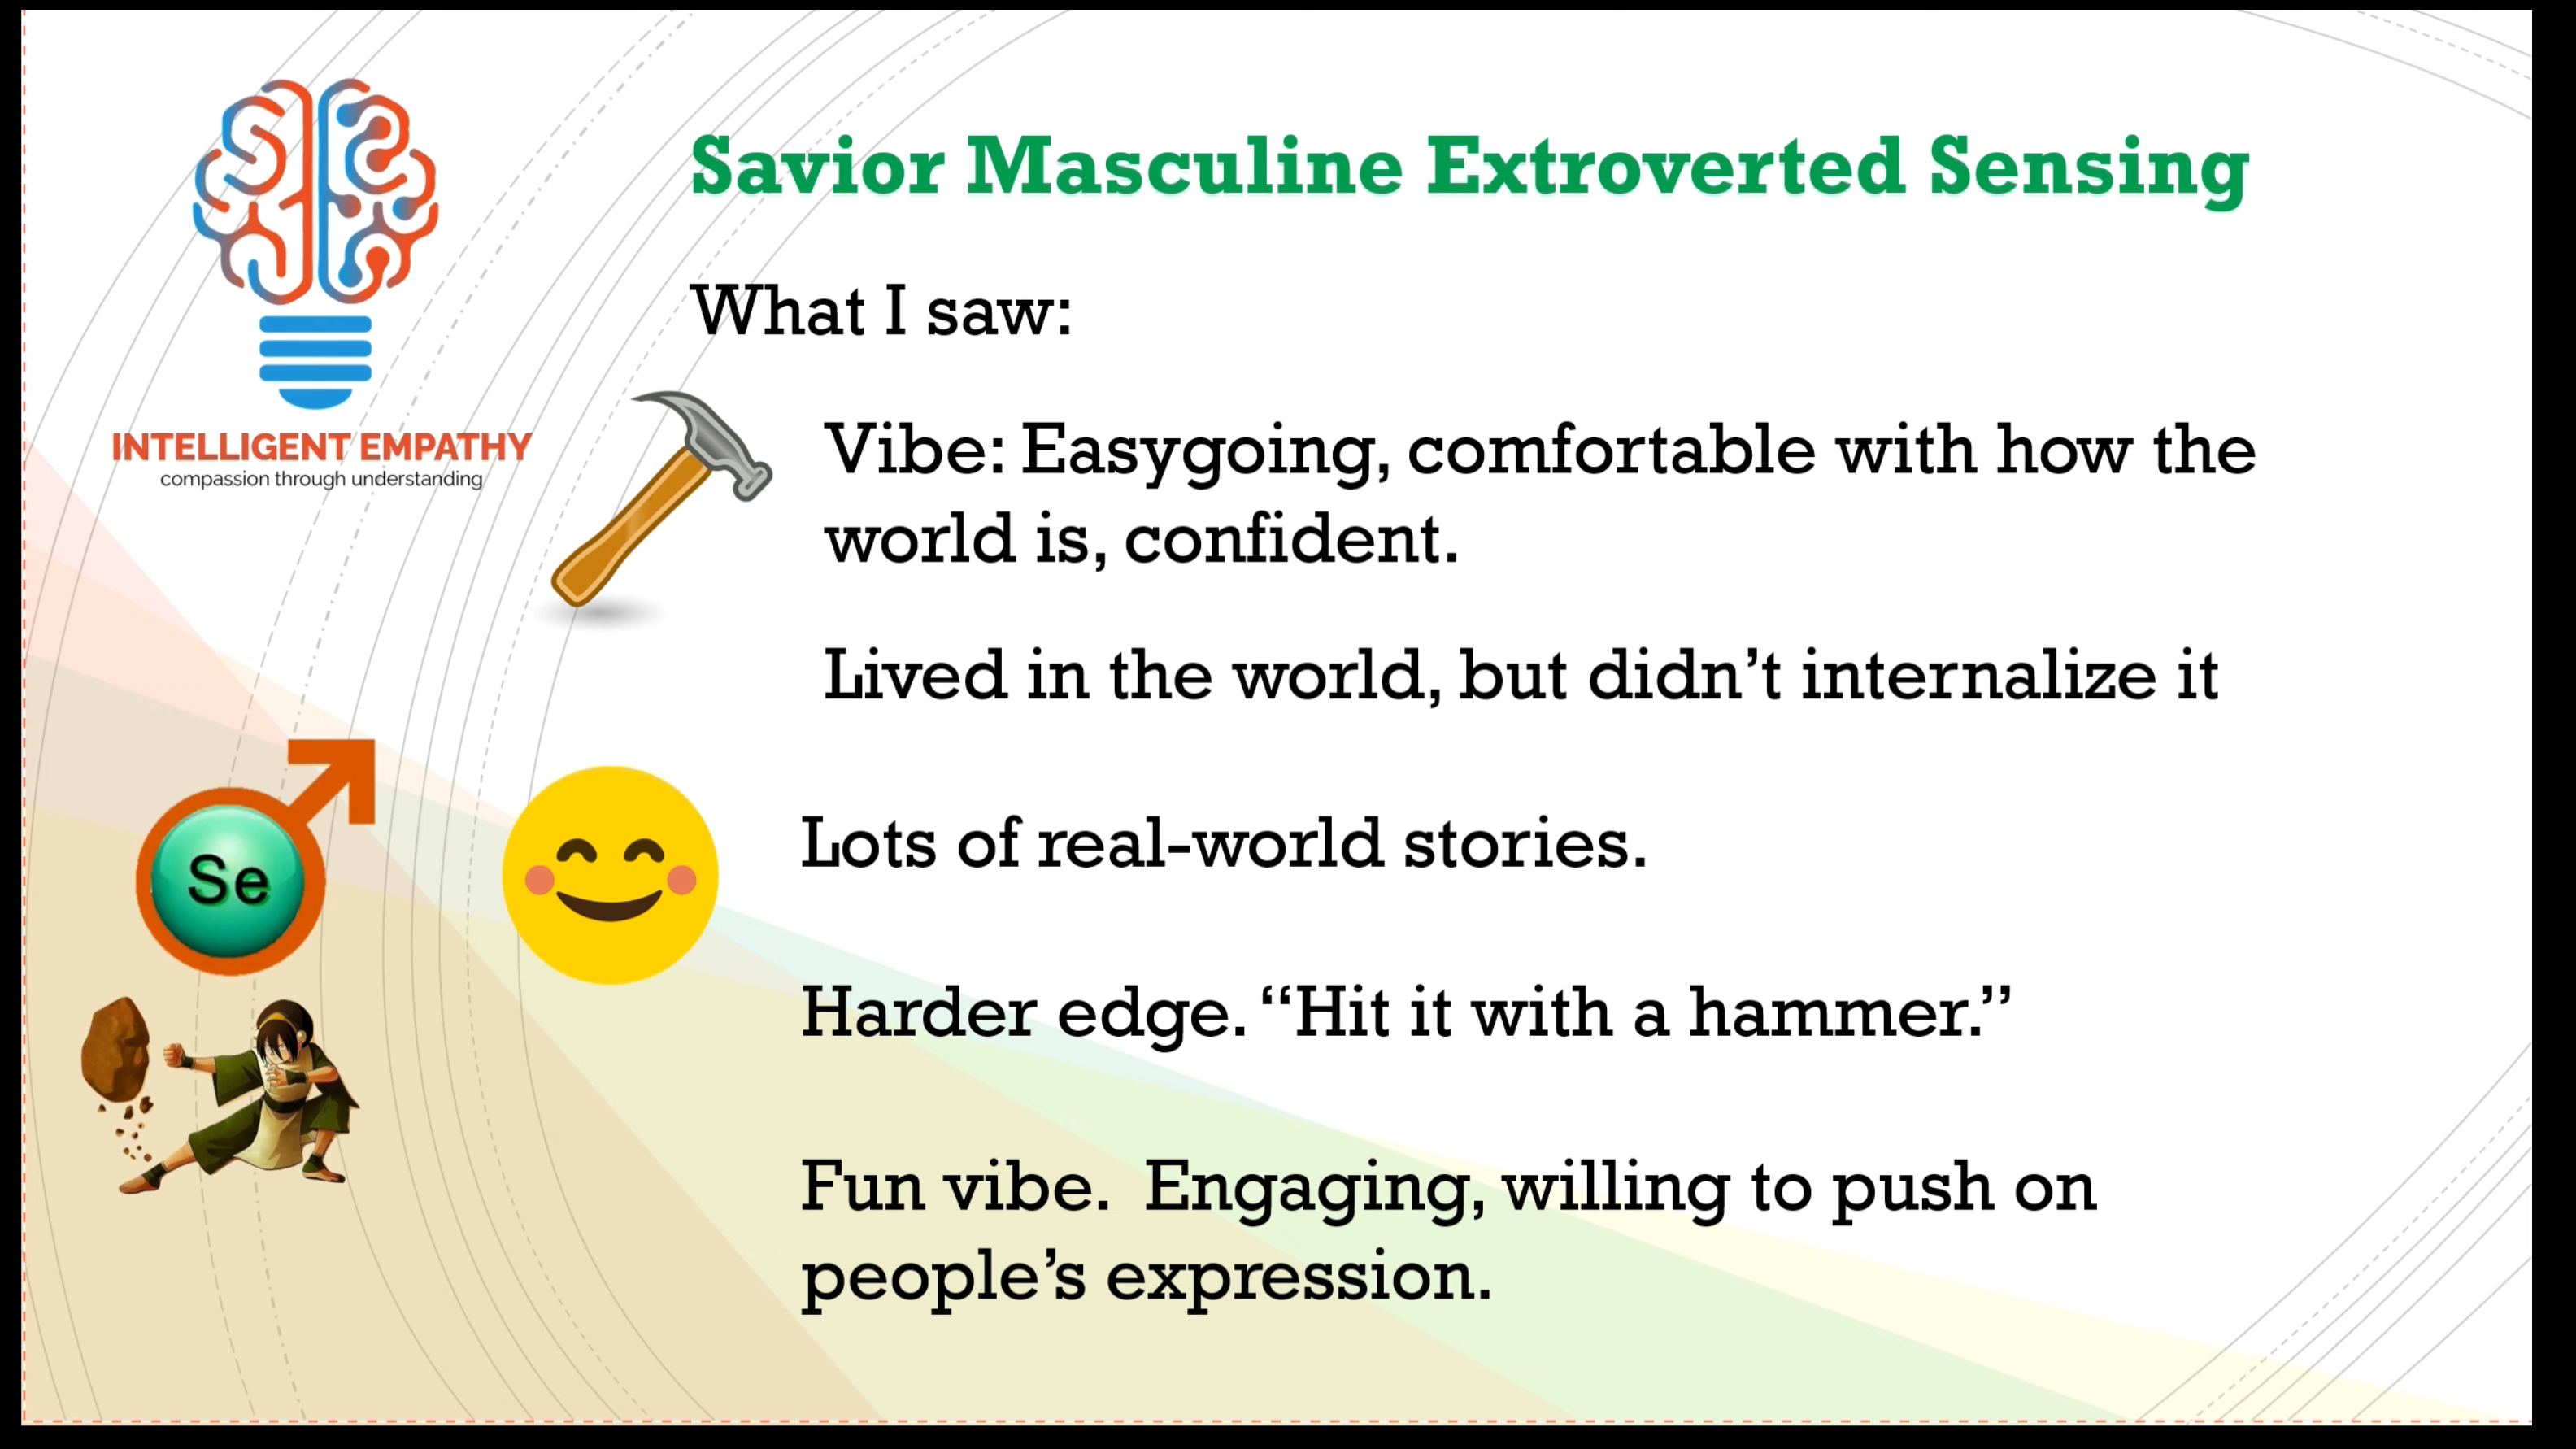 Savior Masculine Extroverted Sensing
INTELLIGENT EMPATHY
compassion through understanding
What I saw:
Vibe: Easygoing, comfortable with how the
world is, confident.
Lived in the world, but didn’t internalize it
Se
Lots of real-world stories.
Harder edge. “Hit it with a hammer.”
Fun vibe.  Engaging, willing to push on
people’s expression.